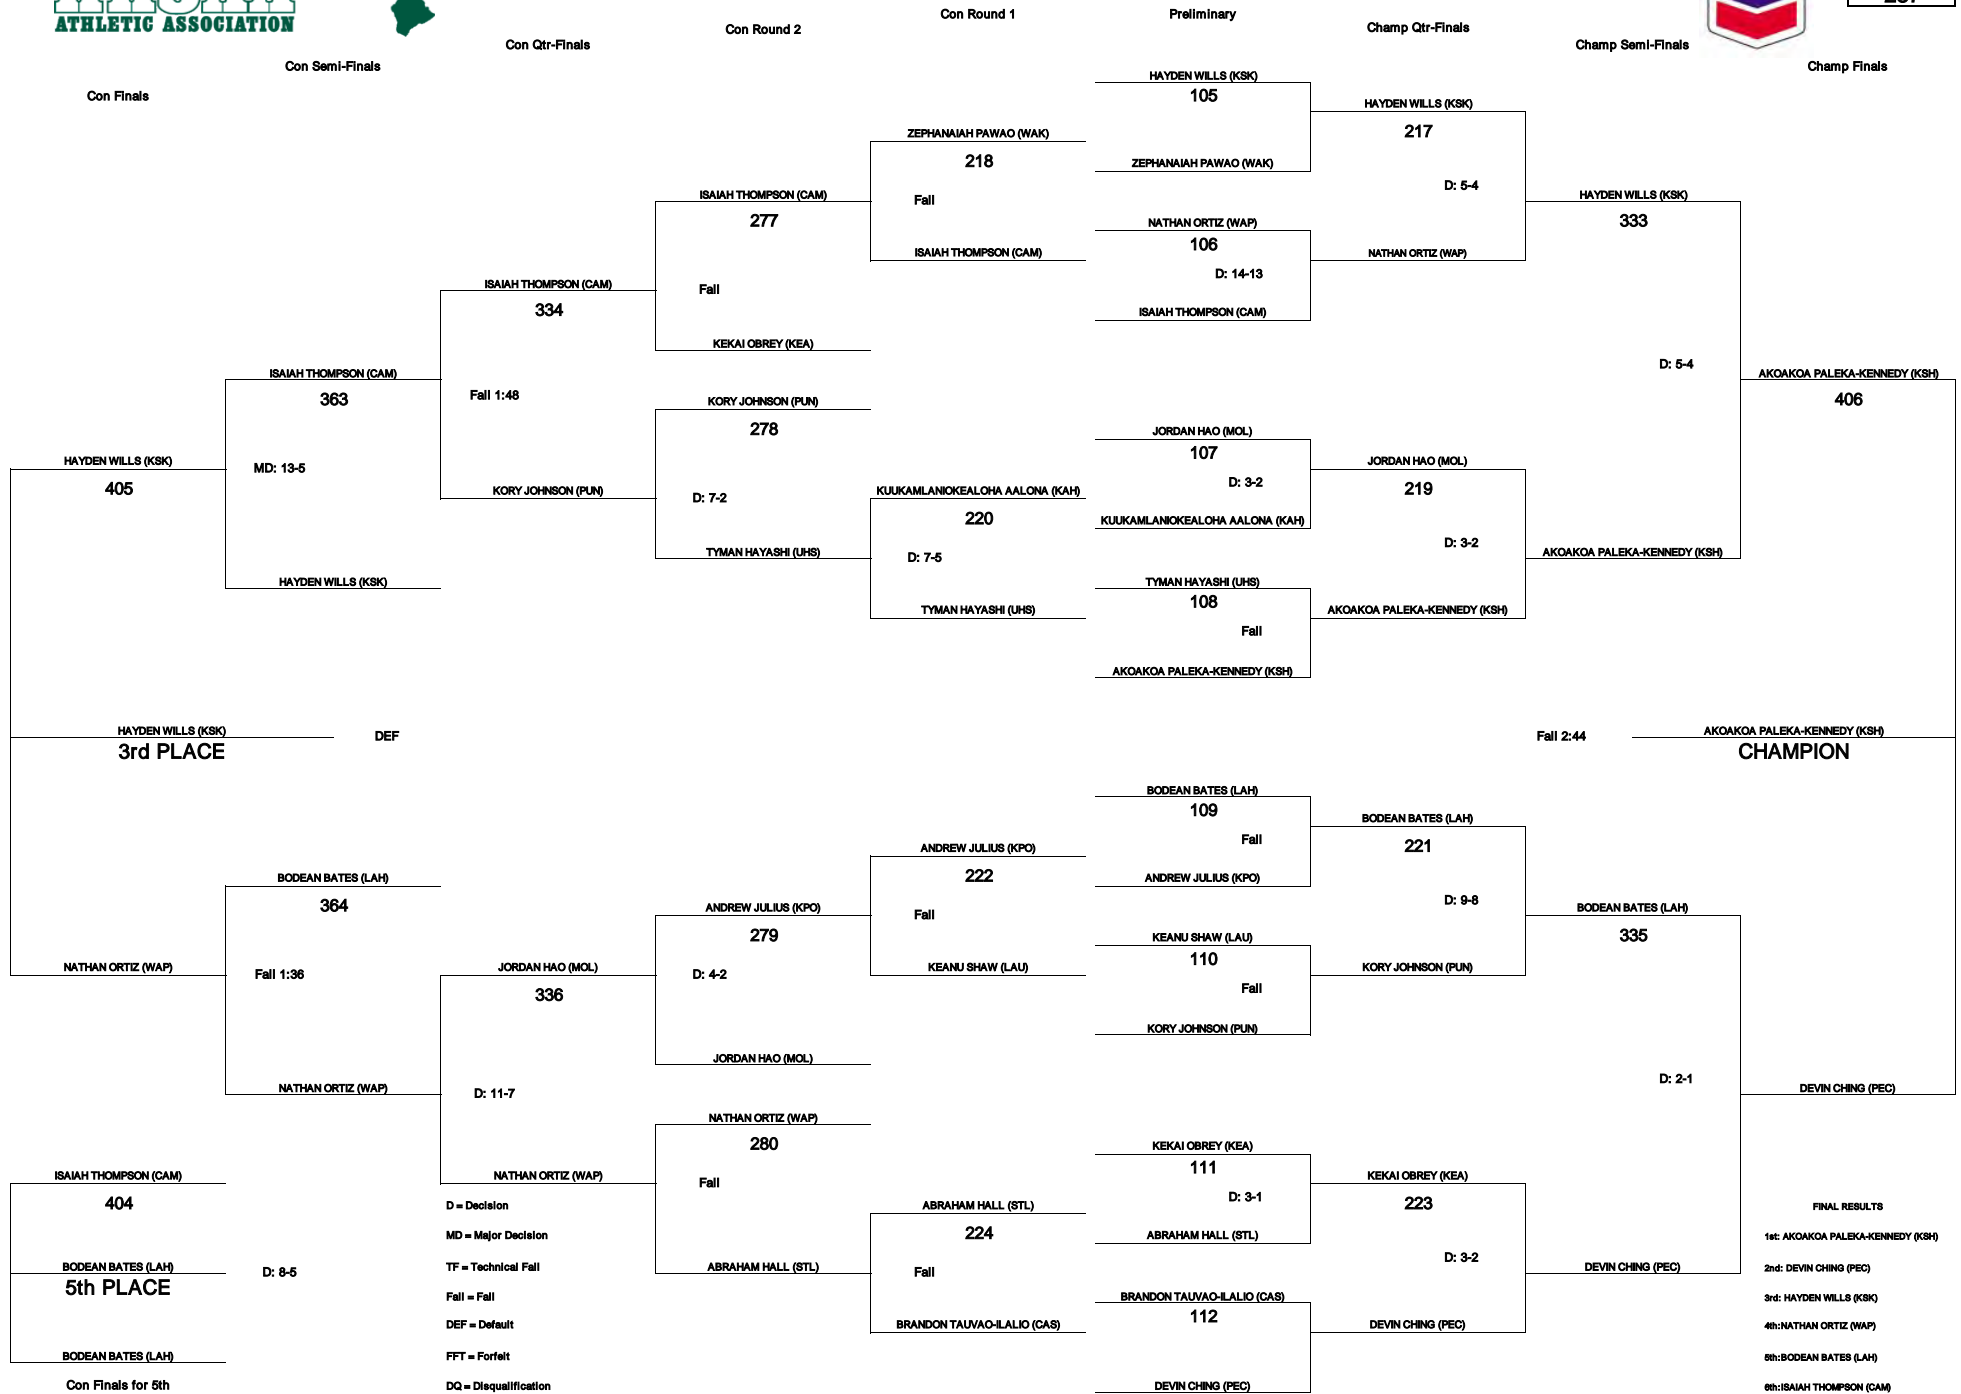 ATHLETIC ASSOCIATION
Con Finals
Con Semi-Finals
Con Qtr-Finals
Con Round 2
Con Round 1
Preliminary
Champ Qtr-Finals
Champ Semi-Finals
Champ Finals
HAYDEN WILLS (KSK)
105
ZEPHANAIAH PAWAO (WAK)
NATHAN ORTIZ (WAP)
106
D: 14-13
ISAIAH THOMPSON (CAM)
JORDAN HAO (MOL)
107
D: 3-2
KUUKAMLANIOKEALOHA AALONA (KAH)
TYMAN HAYASHI (UHS)
108
Fall
AKOAKOA PALEKA-KENNEDY (KSH)
BODEAN BATES (LAH)
109
Fall
ANDREW JULIUS (KPO)
KEANU SHAW (LAU)
110
Fall
KORY JOHNSON (PUN)
KEKAI OBREY (KEA)
111
D: 3-1
ABRAHAM HALL (STL)
BRANDON TAUVAO-ILALIO (CAS)
112
DEVIN CHING (PEC)
HAYDEN WILLS (KSK)
217
D: 5-4
NATHAN ORTIZ (WAP)
JORDAN HAO (MOL)
219
D: 3-2
AKOAKOA PALEKA-KENNEDY (KSH)
BODEAN BATES (LAH)
221
D: 9-8
KORY JOHNSON (PUN)
KEKAI OBREY (KEA)
223
D: 3-2
DEVIN CHING (PEC)
HAYDEN WILLS (KSK)
333
D: 5-4
AKOAKOA PALEKA-KENNEDY (KSH)
BODEAN BATES (LAH)
335
D: 2-1
DEVIN CHING (PEC)
AKOAKOA PALEKA-KENNEDY (KSH)
406
Fall 2:44
AKOAKOA PALEKA-KENNEDY (KSH)
CHAMPION
DEVIN CHING (PEC)
ZEPHANAIAH PAWAO (WAK)
218
Fall
ISAIAH THOMPSON (CAM)
KUUKAMLANIOKEALOHA AALONA (KAH)
220
D: 7-5
TYMAN HAYASHI (UHS)
ANDREW JULIUS (KPO)
222
Fall
KEANU SHAW (LAU)
ABRAHAM HALL (STL)
224
Fall
BRANDON TAUVAO-ILALIO (CAS)
ISAIAH THOMPSON (CAM)
277
Fall
KEKAI OBREY (KEA)
KORY JOHNSON (PUN)
278
D: 7-2
TYMAN HAYASHI (UHS)
ANDREW JULIUS (KPO)
279
D: 4-2
JORDAN HAO (MOL)
NATHAN ORTIZ (WAP)
280
Fall
ABRAHAM HALL (STL)
ISAIAH THOMPSON (CAM)
334
Fall 1:48
KORY JOHNSON (PUN)
JORDAN HAO (MOL)
336
D: 11-7
NATHAN ORTIZ (WAP)
ISAIAH THOMPSON (CAM)
363
MD: 13-5
HAYDEN WILLS (KSK)
BODEAN BATES (LAH)
364
Fall 1:36
NATHAN ORTIZ (WAP)
HAYDEN WILLS (KSK)
405
HAYDEN WILLS (KSK)
DEF
3rd PLACE
NATHAN ORTIZ (WAP)
ISAIAH THOMPSON (CAM)
404
BODEAN BATES (LAH)
D: 8-5
5th PLACE
BODEAN BATES (LAH)
Con Finals for 5th
D = Decision
MD = Major Decision
TF = Technical Fall
Fall = Fall
DEF = Default
FFT = Forfeit
DQ = Disqualification
FINAL RESULTS
1st: AKOAKOA PALEKA-KENNEDY (KSH)
2nd: DEVIN CHING (PEC)
3rd: HAYDEN WILLS (KSK)
4th:NATHAN ORTIZ (WAP)
5th:BODEAN BATES (LAH)
6th:ISAIAH THOMPSON (CAM)